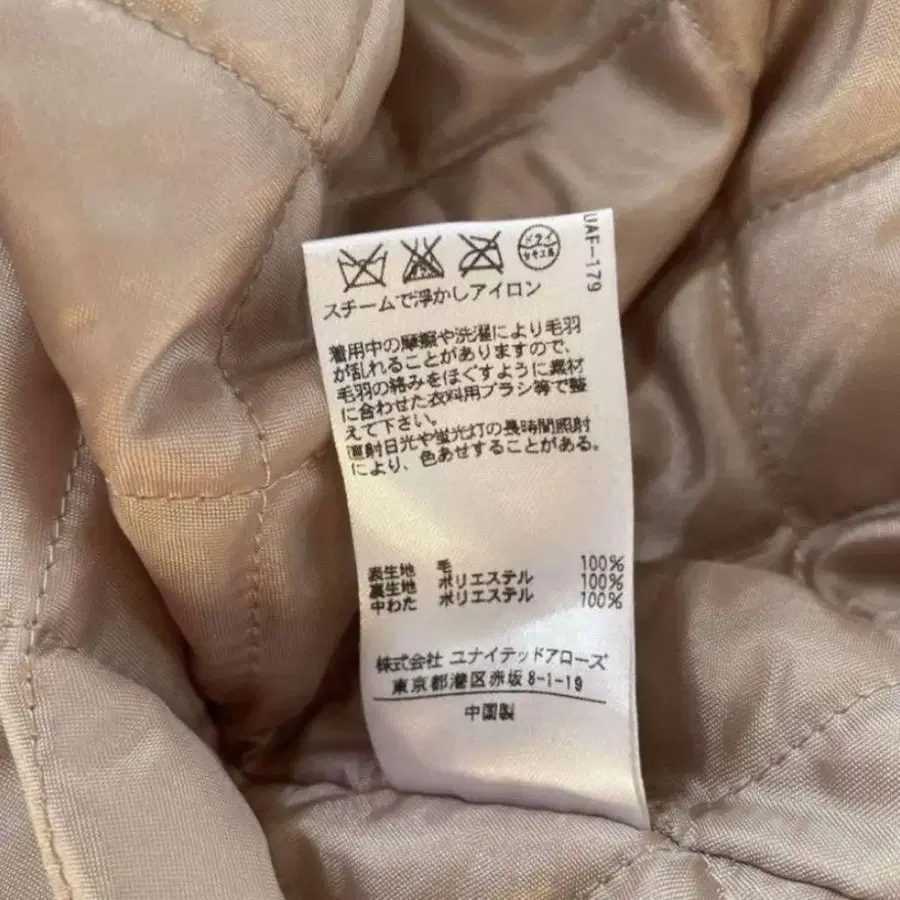 ドライ
セキユ系
UAF-179
スチームで浮かしアイロン
着用中の摩擦や洗濯により毛羽
が乱れることがありますので、
毛羽の絡みをほぐすように素材
に合わせた衣料用ブラシ等で整
えて下さい。
直射日光や蛍光灯の長時間照射
により、色あせすることがある。
表生地 毛 100%
裏生地 ポリエステル 100%
中わた ポリエステル 100%
株式会社 ユナイテッドアローズ
東京都港区赤坂8-1-19
中国製